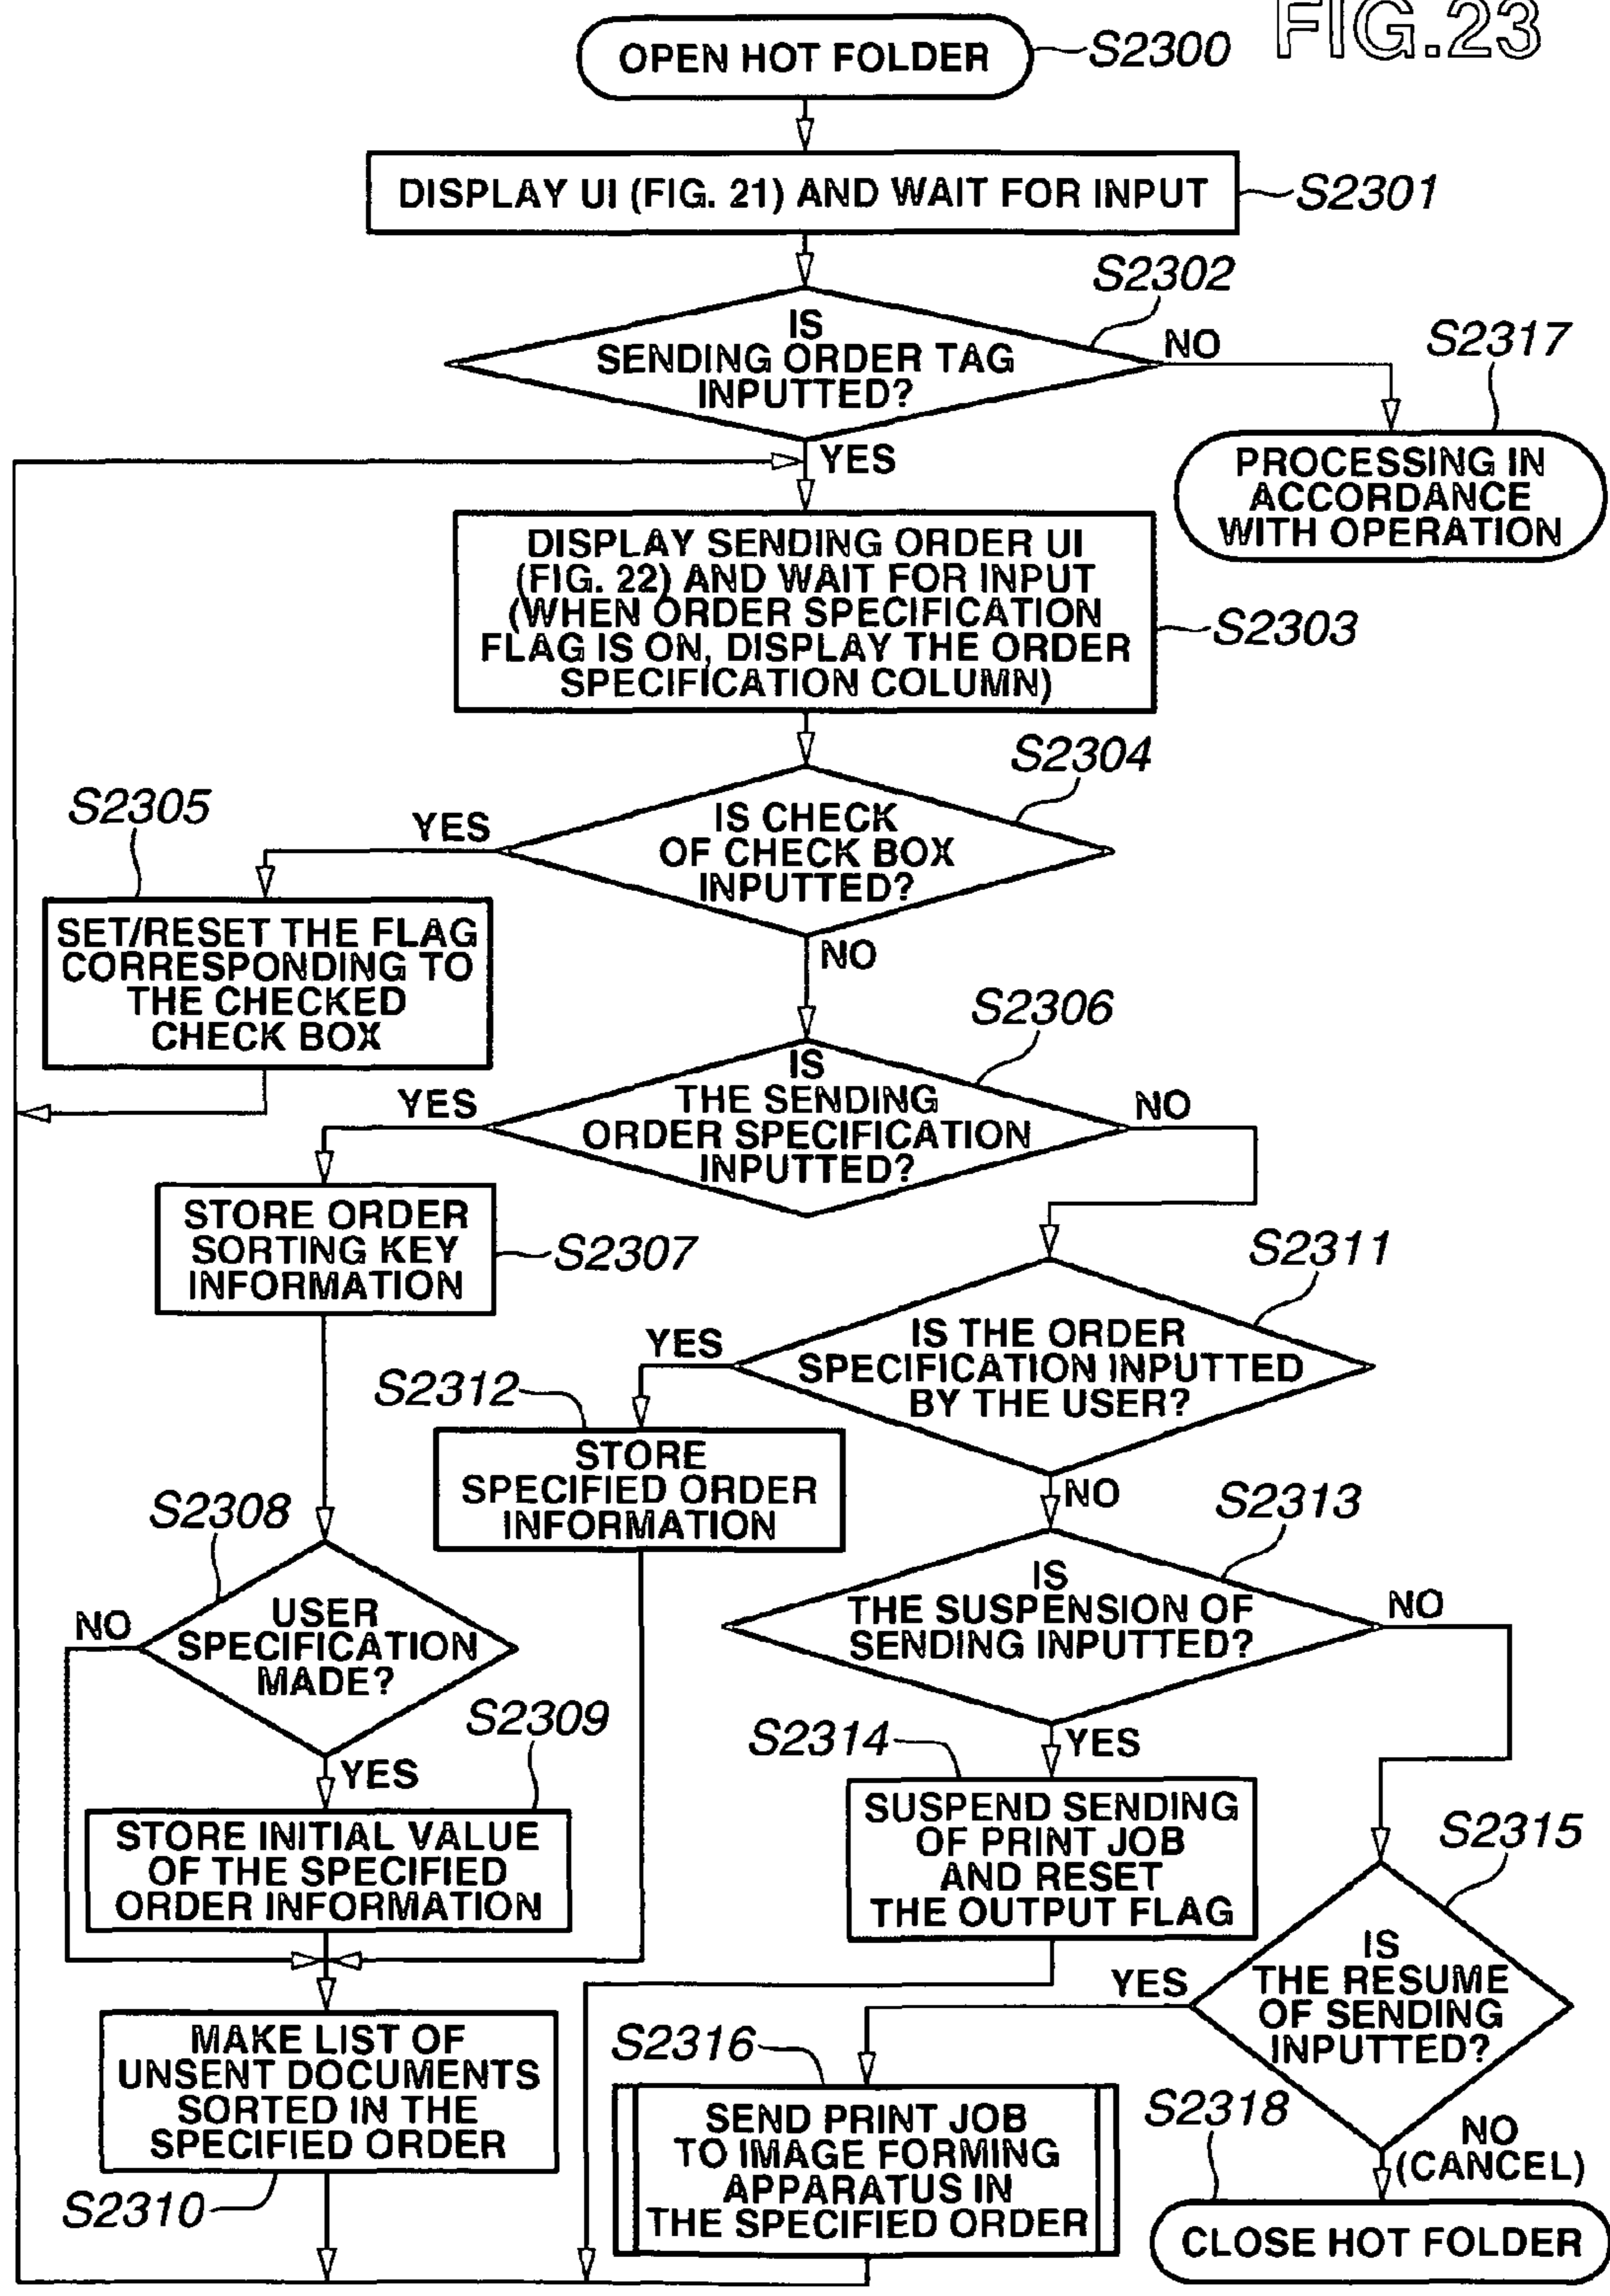 FIG.23
OPEN HOT FOLDER
S2300
DISPLAY UI (FIG. 21) AND WAIT FOR INPUT
S2301
S2302
IS
SENDING ORDER TAG
INPUTTED?
NO
S2317
YES
PROCESSING IN
ACCORDANCE
WITH OPERATION
DISPLAY SENDING ORDER UI
(FIG. 22) AND WAIT FOR INPUT
(WHEN ORDER SPECIFICATION
FLAG IS ON, DISPLAY THE ORDER
SPECIFICATION COLUMN)
S2303
S2304
IS CHECK
OF CHECK BOX
INPUTTED?
YES
S2305
SET/RESET THE FLAG
CORRESPONDING TO
THE CHECKED
CHECK BOX
NO
S2306
IS
THE SENDING
ORDER SPECIFICATION
INPUTTED?
YES
NO
STORE ORDER
SORTING KEY
INFORMATION
S2307
S2311
IS THE ORDER
SPECIFICATION INPUTTED
BY THE USER?
YES
S2312
STORE
SPECIFIED ORDER
INFORMATION
NO
S2308
USER
SPECIFICATION
MADE?
NO
S2313
IS
THE SUSPENSION OF
SENDING INPUTTED?
NO
S2309
YES
STORE INITIAL VALUE
OF THE SPECIFIED
ORDER INFORMATION
S2314
YES
SUSPEND SENDING
OF PRINT JOB
AND RESET
THE OUTPUT FLAG
S2315
IS
THE RESUME
OF SENDING
INPUTTED?
YES
MAKE LIST OF
UNSENT DOCUMENTS
SORTED IN THE
SPECIFIED ORDER
S2310
S2316
SEND PRINT JOB
TO IMAGE FORMING
APPARATUS IN
THE SPECIFIED ORDER
S2318
NO
(CANCEL)
CLOSE HOT FOLDER